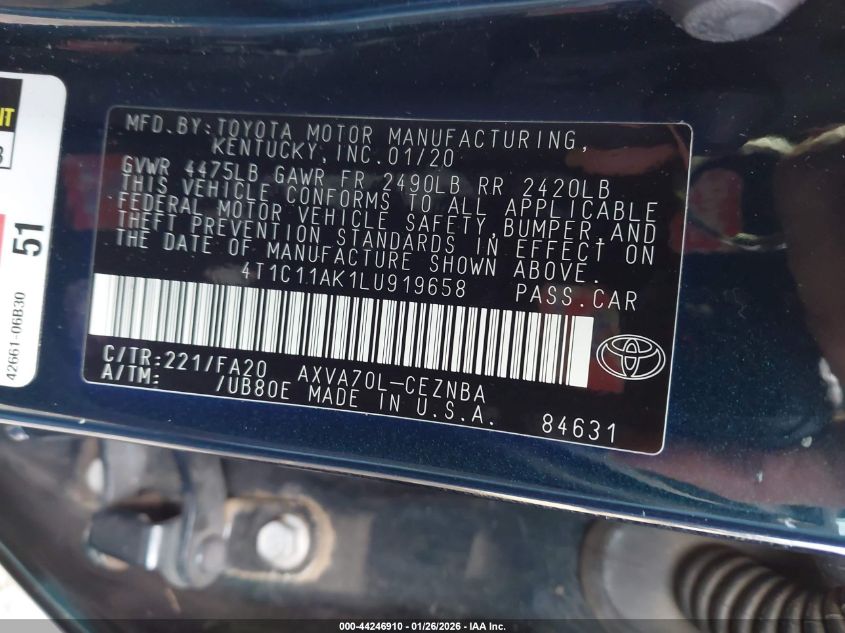 MFD.BY:TOYOTA MOTOR MANUFACTURING,
KENTUCKY,INC.01/20
GVWR 4475LB GAWR FR 2490LB RR 2420LB
THIS VEHICLE CONFORMS TO ALL APPLICABLE
FEDERAL MOTOR VEHICLE SAFETY,BUMPER,AND
THEFT PREVENTION STANDARDS IN EFFECT ON
THE DATE OF MANUFACTURE SHOWN ABOVE.
4T1C11AK1LU919658 PASS.CAR
C/TR:221/FA20 AXVA70L-CEZNBA
A/TM: /UB80E MADE IN U.S.A.
84631
51
42661-06B30
000-44246910 - 01/26/2026 - IAA Inc.